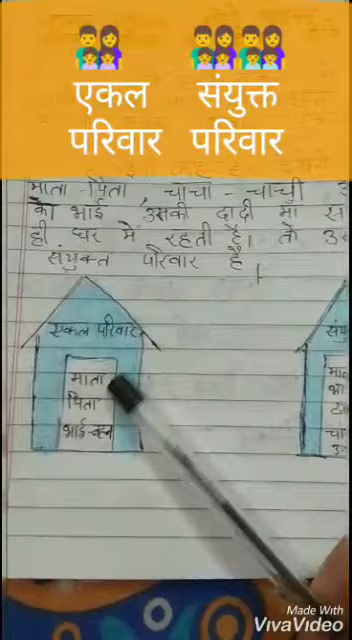 एकल संयुक्त
परिवार परिवार
माता-पिता, चाचा-चाची
का भाई उसकी दादी माँ
ही घर में रहती है। तो
संयुक्त परिवार है
एकल परिवार
माता
पिता
भाई-बहन
Made With
VivaVideo